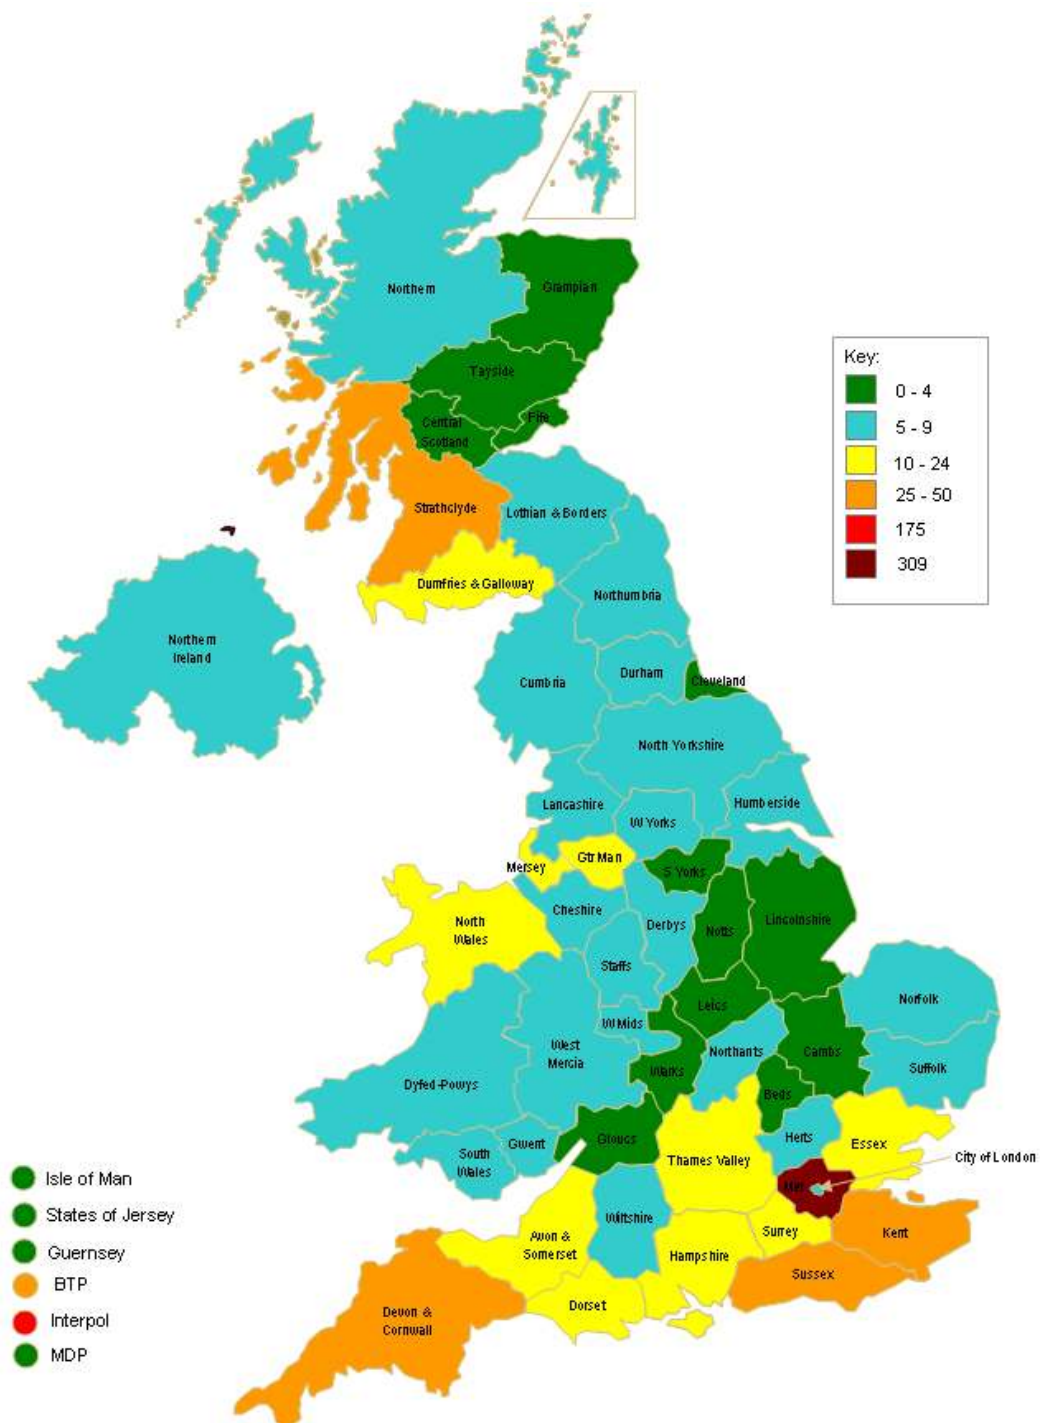 Northern
Grampian
Key:
0 - 4
5 - 9
10 - 24
25 - 50
175
309
Tayside
Fife
Central
Scotland
Strathclyde
Lothian & Borders
Dumfries & Galloway
Northumbria
Northern
Ireland
Durham
Cleveland
Cumbria
North Yorkshire
Lancashire
Humberside
W Yorks
Mersey
Gtr Man
S Yorks
Cheshire
Derbys
Notts
Lincolnshire
North
Wales
Staffs
Norfolk
Leics
W Mids
West
Mercia
Warks
Northants
Cambs
Suffolk
Dyfed-Powys
Beds
Herts
Essex
Gwent
Gloucs
South
Wales
Thames Valley
City of London
Met
Isle of Man
States of Jersey
Guernsey
BTP
Interpol
MDP
Wiltshire
Avon &
Somerset
Surrey
Kent
Hampshire
Sussex
Dorset
Devon &
Cornwall